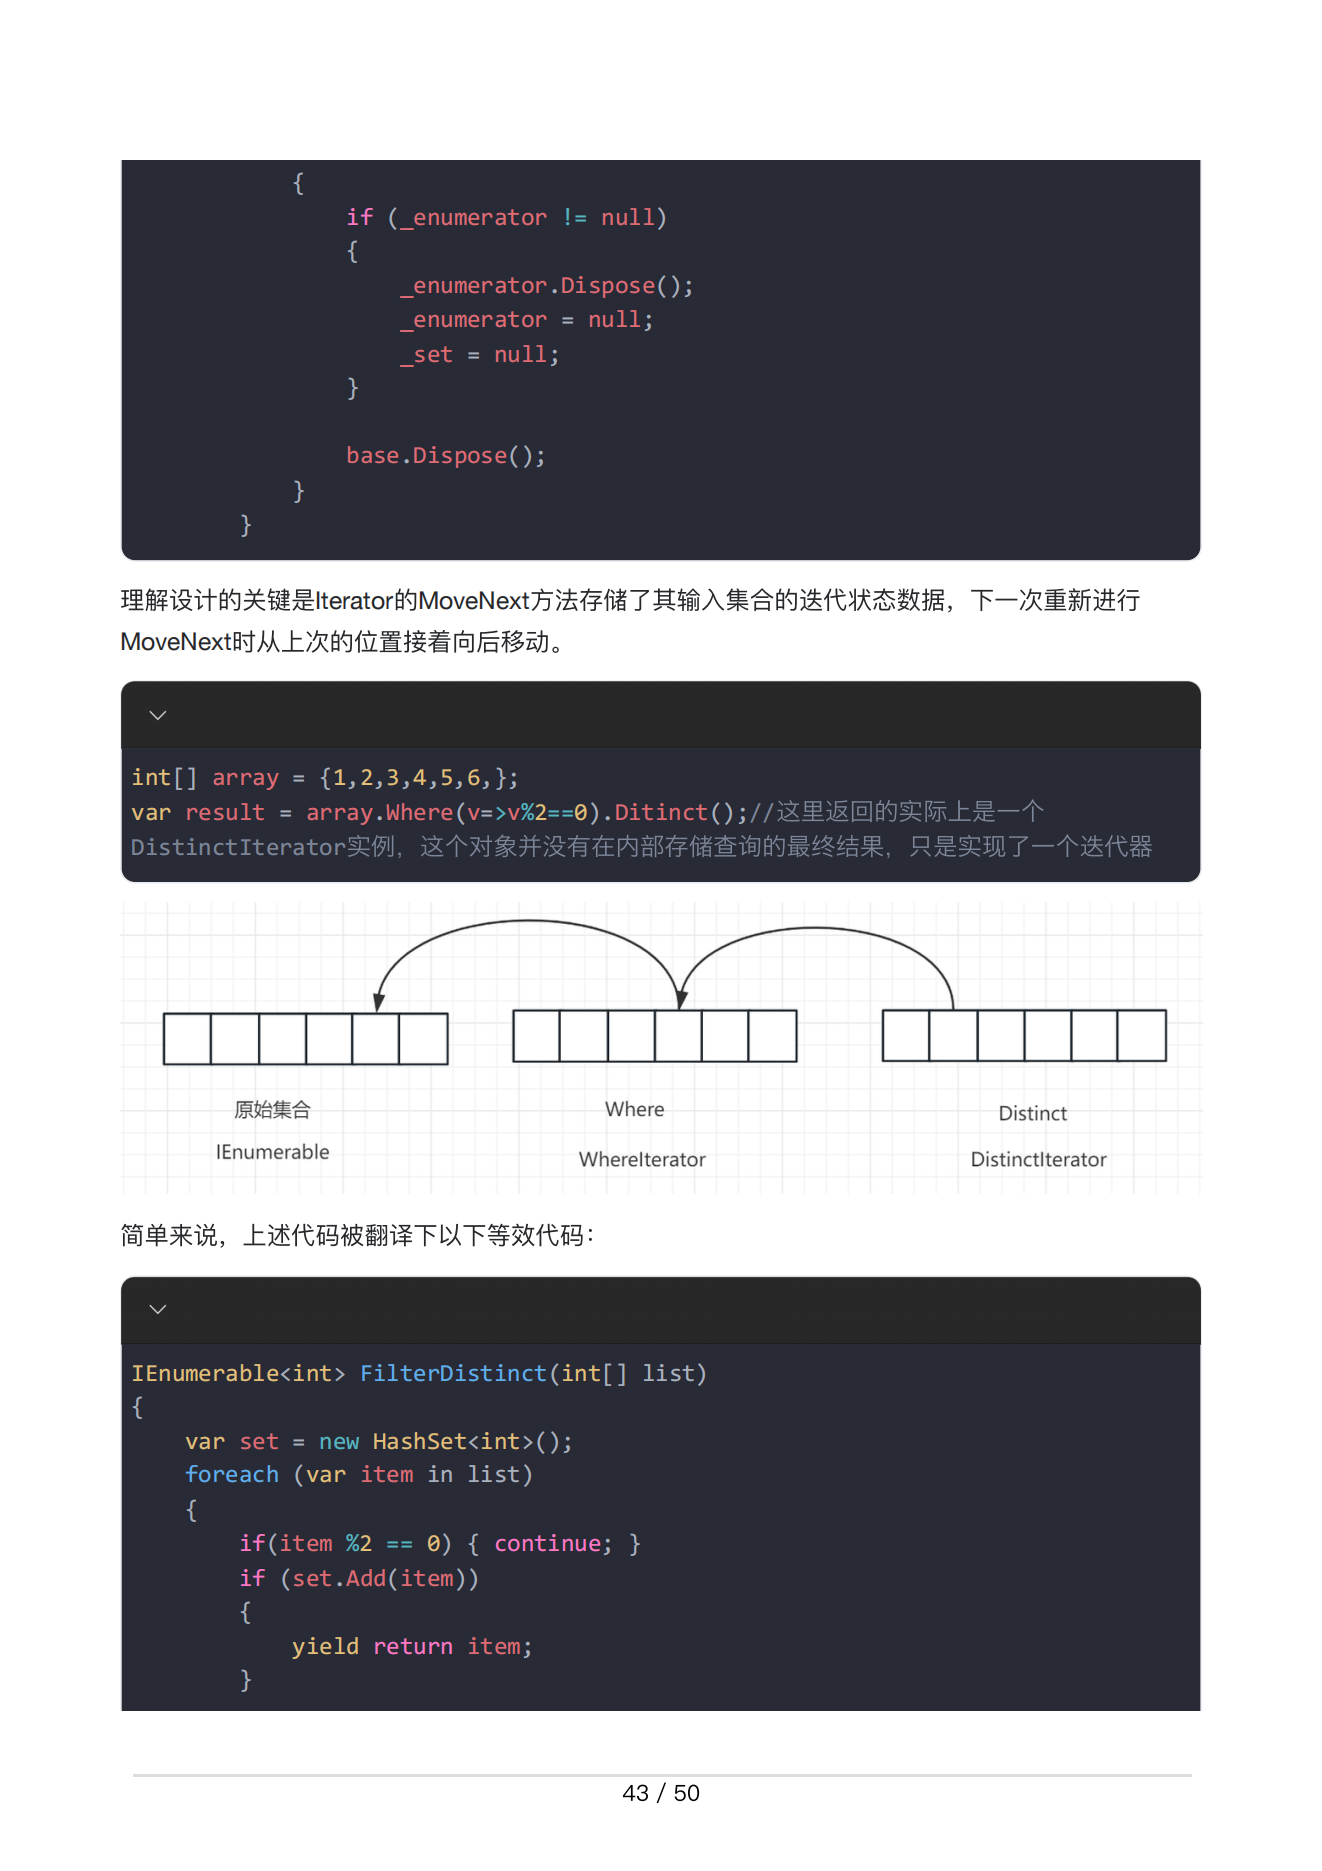 {
if (_enumerator != null)
{
_enumerator.Dispose();
_enumerator = null;
_set = null;
}
base.Dispose();
}
}
理解设计的关键是Iterator的MoveNext方法存储了其输入集合的迭代状态数据，下一次重新进行
MoveNext时从上次的位置接着向后移动。
int[] array = {1,2,3,4,5,6,};
var result = array.Where(v=>v%2==0).Ditinct();//这里返回的实际上是一个
DistinctIterator实例，这个对象并没有在内部存储查询的最终结果，只是实现了一个迭代器
原始集合
IEnumerable
Where
WhereIterator
Distinct
DistinctIterator
简单来说，上述代码被翻译下以下等效代码：
IEnumerable<int> FilterDistinct(int[] list)
{
var set = new HashSet<int>();
foreach (var item in list)
{
if(item %2 == 0) { continue; }
if (set.Add(item))
{
yield return item;
}
43 / 50